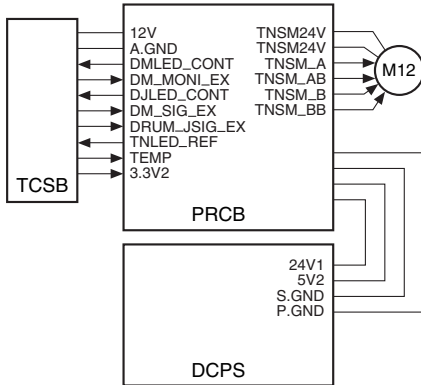 12V
A.GND
DMLED_CONT
DM_MONI_EX
DJLED_CONT
DM_SIG_EX
DRUM_JSIG_EX
TNLED_REF
TEMP
3.3V2
TCSB
TNSM24V
TNSM24V
TNSM_A
TNSM_AB
TNSM_B
TNSM_BB
M12
PRCB
24V1
5V2
S.GND
P.GND
DCPS